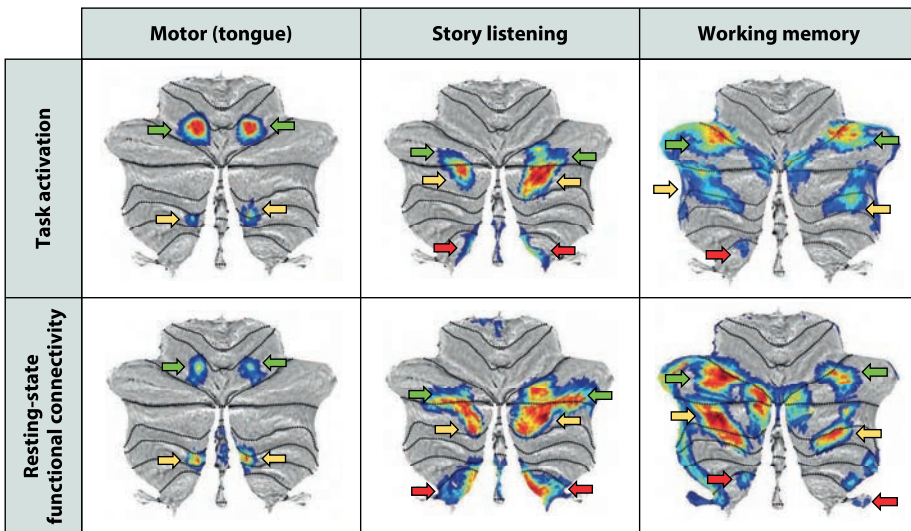 Motor (tongue)
Story listening
Working memory
Task activation
Resting-state
functional connectivity